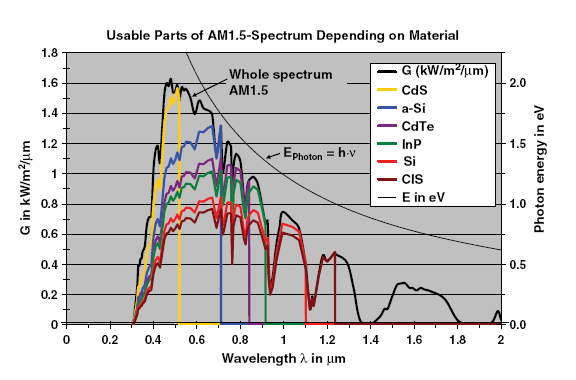 Usable Parts of AM1.5-Spectrum Depending on Material
1.8
1.6
1.4
1.2
1
0.8
0.6
0.4
0.2
0
G in kW/m²/μm
Whole spectrum
AM1.5
EPhoton = h·ν
G (kW/m²/μm)
CdS
a-Si
CdTe
InP
Si
CIS
E in eV
2.0
1.5
1.0
0.5
0.0
Photon energy in eV
0 0.2 0.4 0.6 0.8 1 1.2 1.4 1.6 1.8 2
Wavelength λ in μm